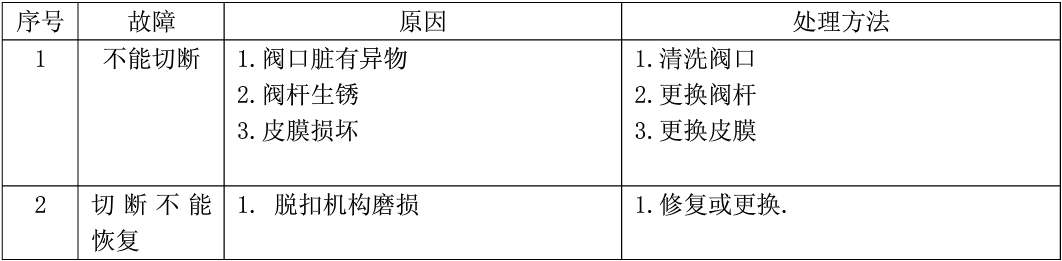 序号 故障 原因 处理方法
1 不能切断 1.阀口脏有异物 1.清洗阀口
2.阀杆生锈 2.更换阀杆
3.皮膜损坏 3.更换皮膜
2 切断不能 1. 脱扣机构磨损 1.修复或更换.
恢复